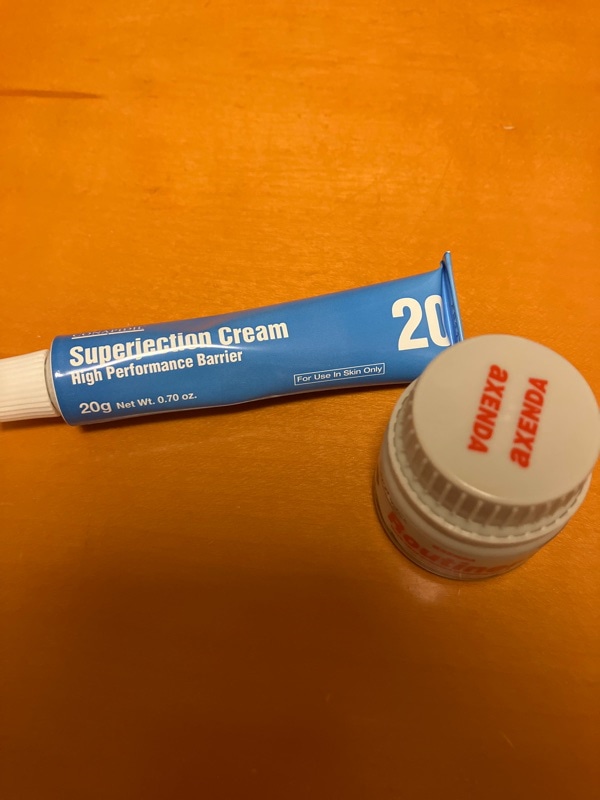 Superjection Cream
High Performance Barrier
20g Net Wt. 0.70 oz.
For Use In Skin Only
20
aXENDA
aXENDA
Routine